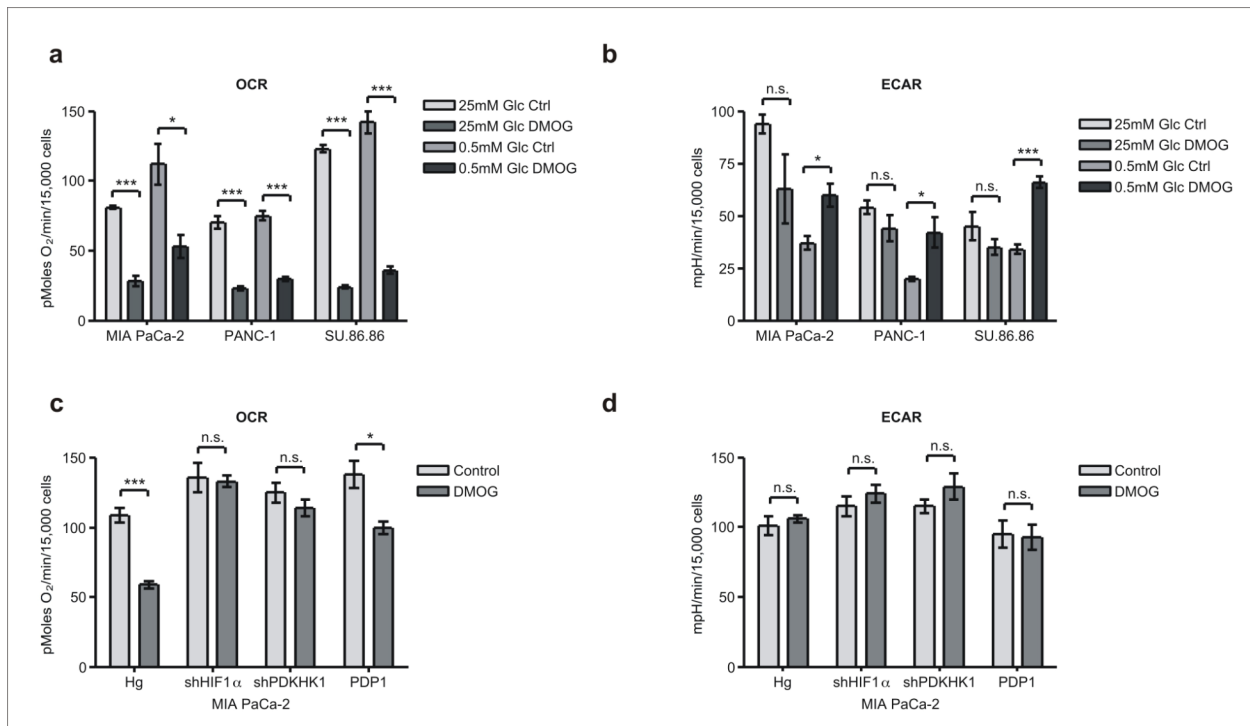 a
OCR
pMoles O₂/min/15,000 cells
150
100
50
0
***
*
***
***
***
***
MIA PaCa-2
PANC-1
SU.86.86
25mM Glc Ctrl
25mM Glc DMOG
0.5mM Glc Ctrl
0.5mM Glc DMOG
b
ECAR
mpH/min/15,000 cells
100
75
50
25
0
n.s.
*
n.s.
*
n.s.
***
MIA PaCa-2
PANC-1
SU.86.86
25mM Glc Ctrl
25mM Glc DMOG
0.5mM Glc Ctrl
0.5mM Glc DMOG
c
OCR
pMoles O₂/min/15,000 cells
150
100
50
0
***
n.s.
n.s.
*
Hg
shHIF1α
shPDKHK1
PDP1
MIA PaCa-2
Control
DMOG
d
ECAR
mpH/min/15,000 cells
150
100
50
0
n.s.
n.s.
n.s.
n.s.
Hg
shHIF1α
shPDKHK1
PDP1
MIA PaCa-2
Control
DMOG